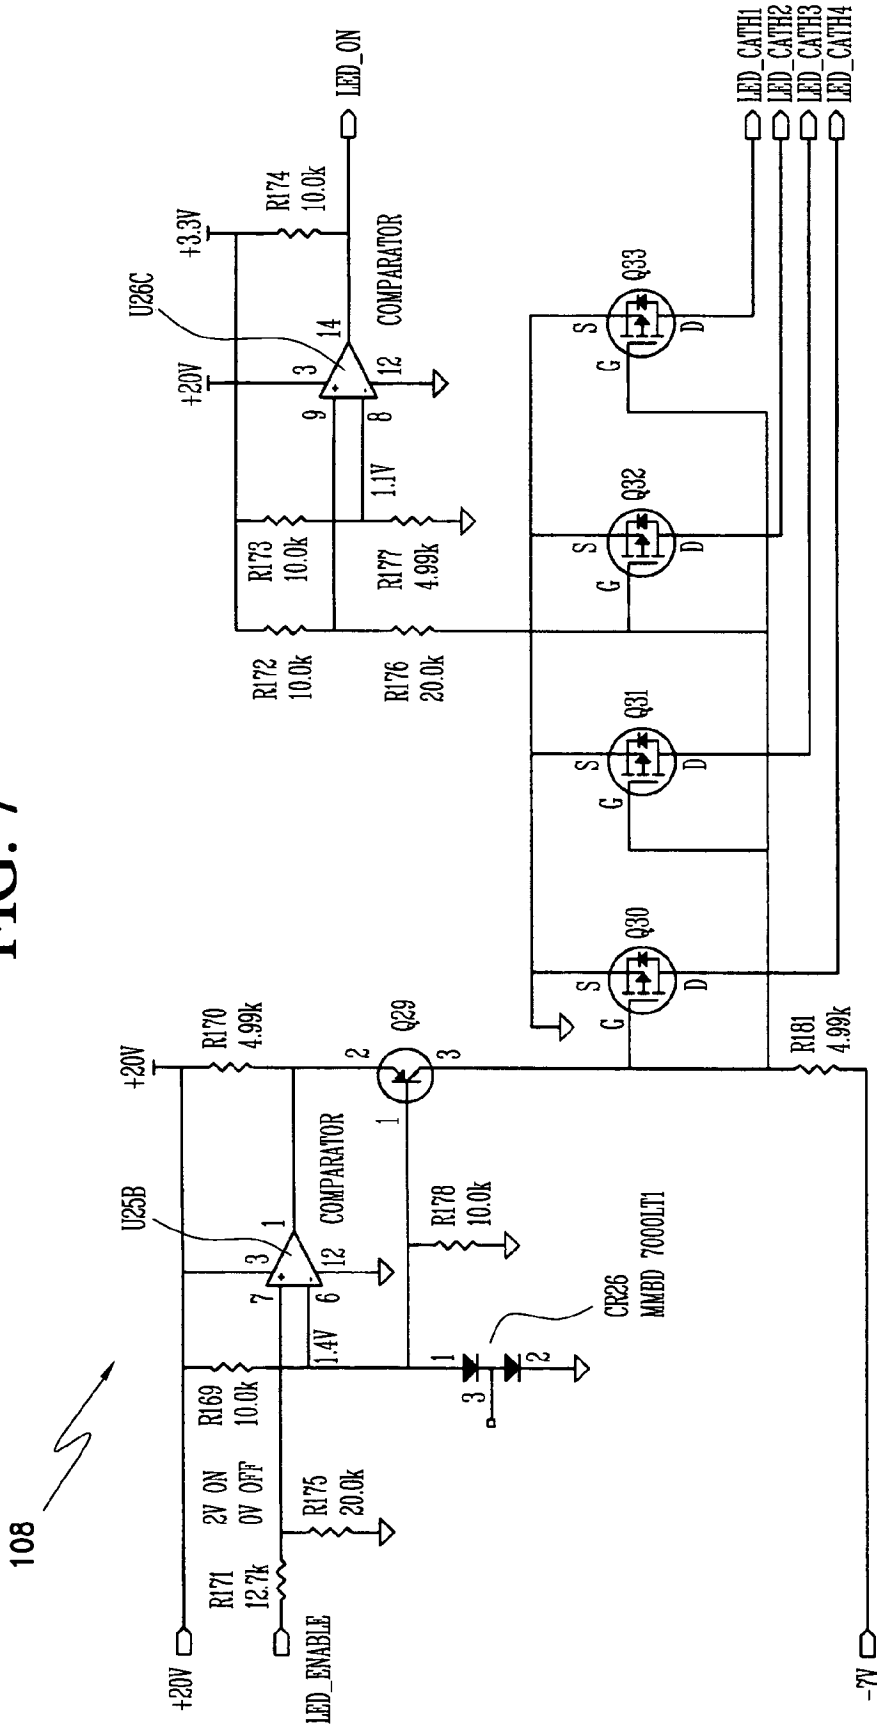 FIG. 7
108
+20V
LED_ENABLE
R171
12.7k
2V ON
0V OFF
R175
20.0k
R169
10.0k
1.4V
7
6
3
12
1
U25B
COMPARATOR
+20V
R170
4.99k
2
1
3
Q29
R178
10.0k
1
3
2
CR26
MMBD 7000LT1
-7V
R181
4.99k
+3.3V
+20V
U26C
R174
10.0k
LED_ON
R172
10.0k
R173
10.0k
R176
20.0k
R177
4.99k
1.1V
9
8
3
12
14
COMPARATOR
S
G
D
Q30
S
G
D
Q31
S
G
D
Q32
S
G
D
Q33
LED_CATH1
LED_CATH2
LED_CATH3
LED_CATH4